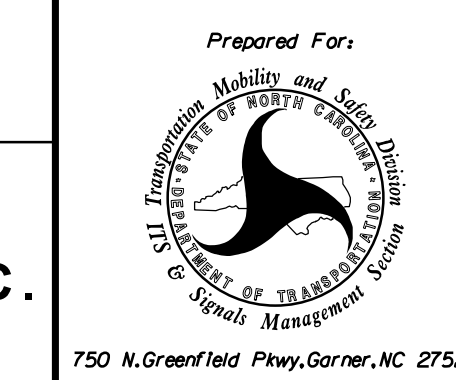 Prepared For:
Transportation Mobility and Safety Division
ITS & Signals Management Section
STATE OF NORTH CAROLINA
DEPARTMENT OF TRANSPORTATION
C.
750 N.Greenfield Pkwy,Garner,NC